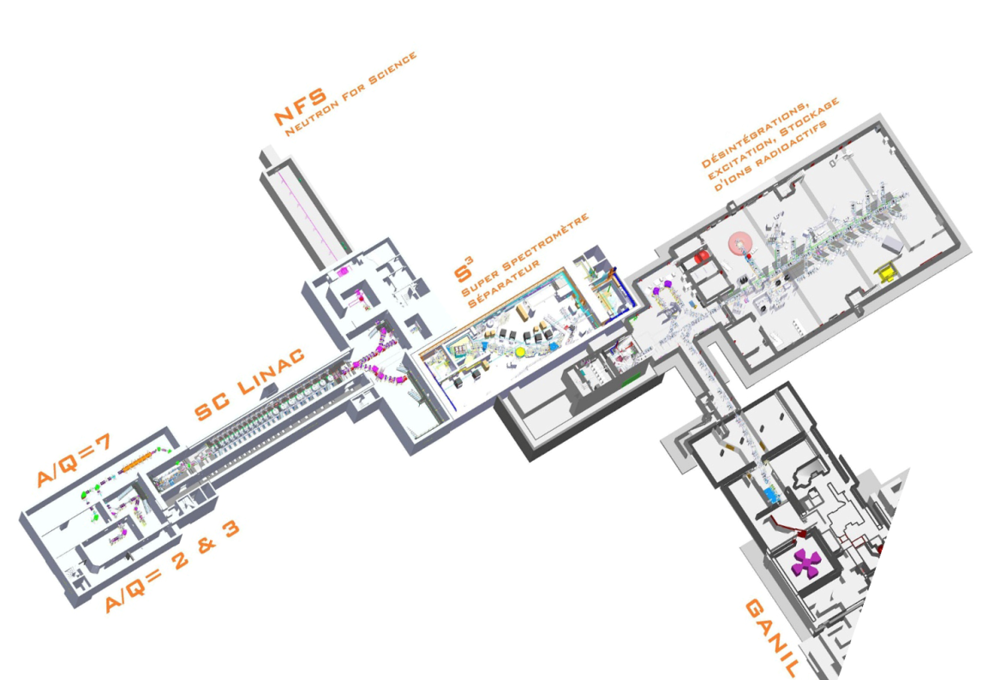 NFS
NEUTRON FOR SCIENCE
DÉSINTÉGRATIONS,
EXCITATION, STOCKAGE
D'IONS RADIOACTIFS
S³
SUPER SPECTROMÈTRE
SÉPARATEUR
SC LINAC
A/Q=7
A/Q= 2 & 3
GANIL